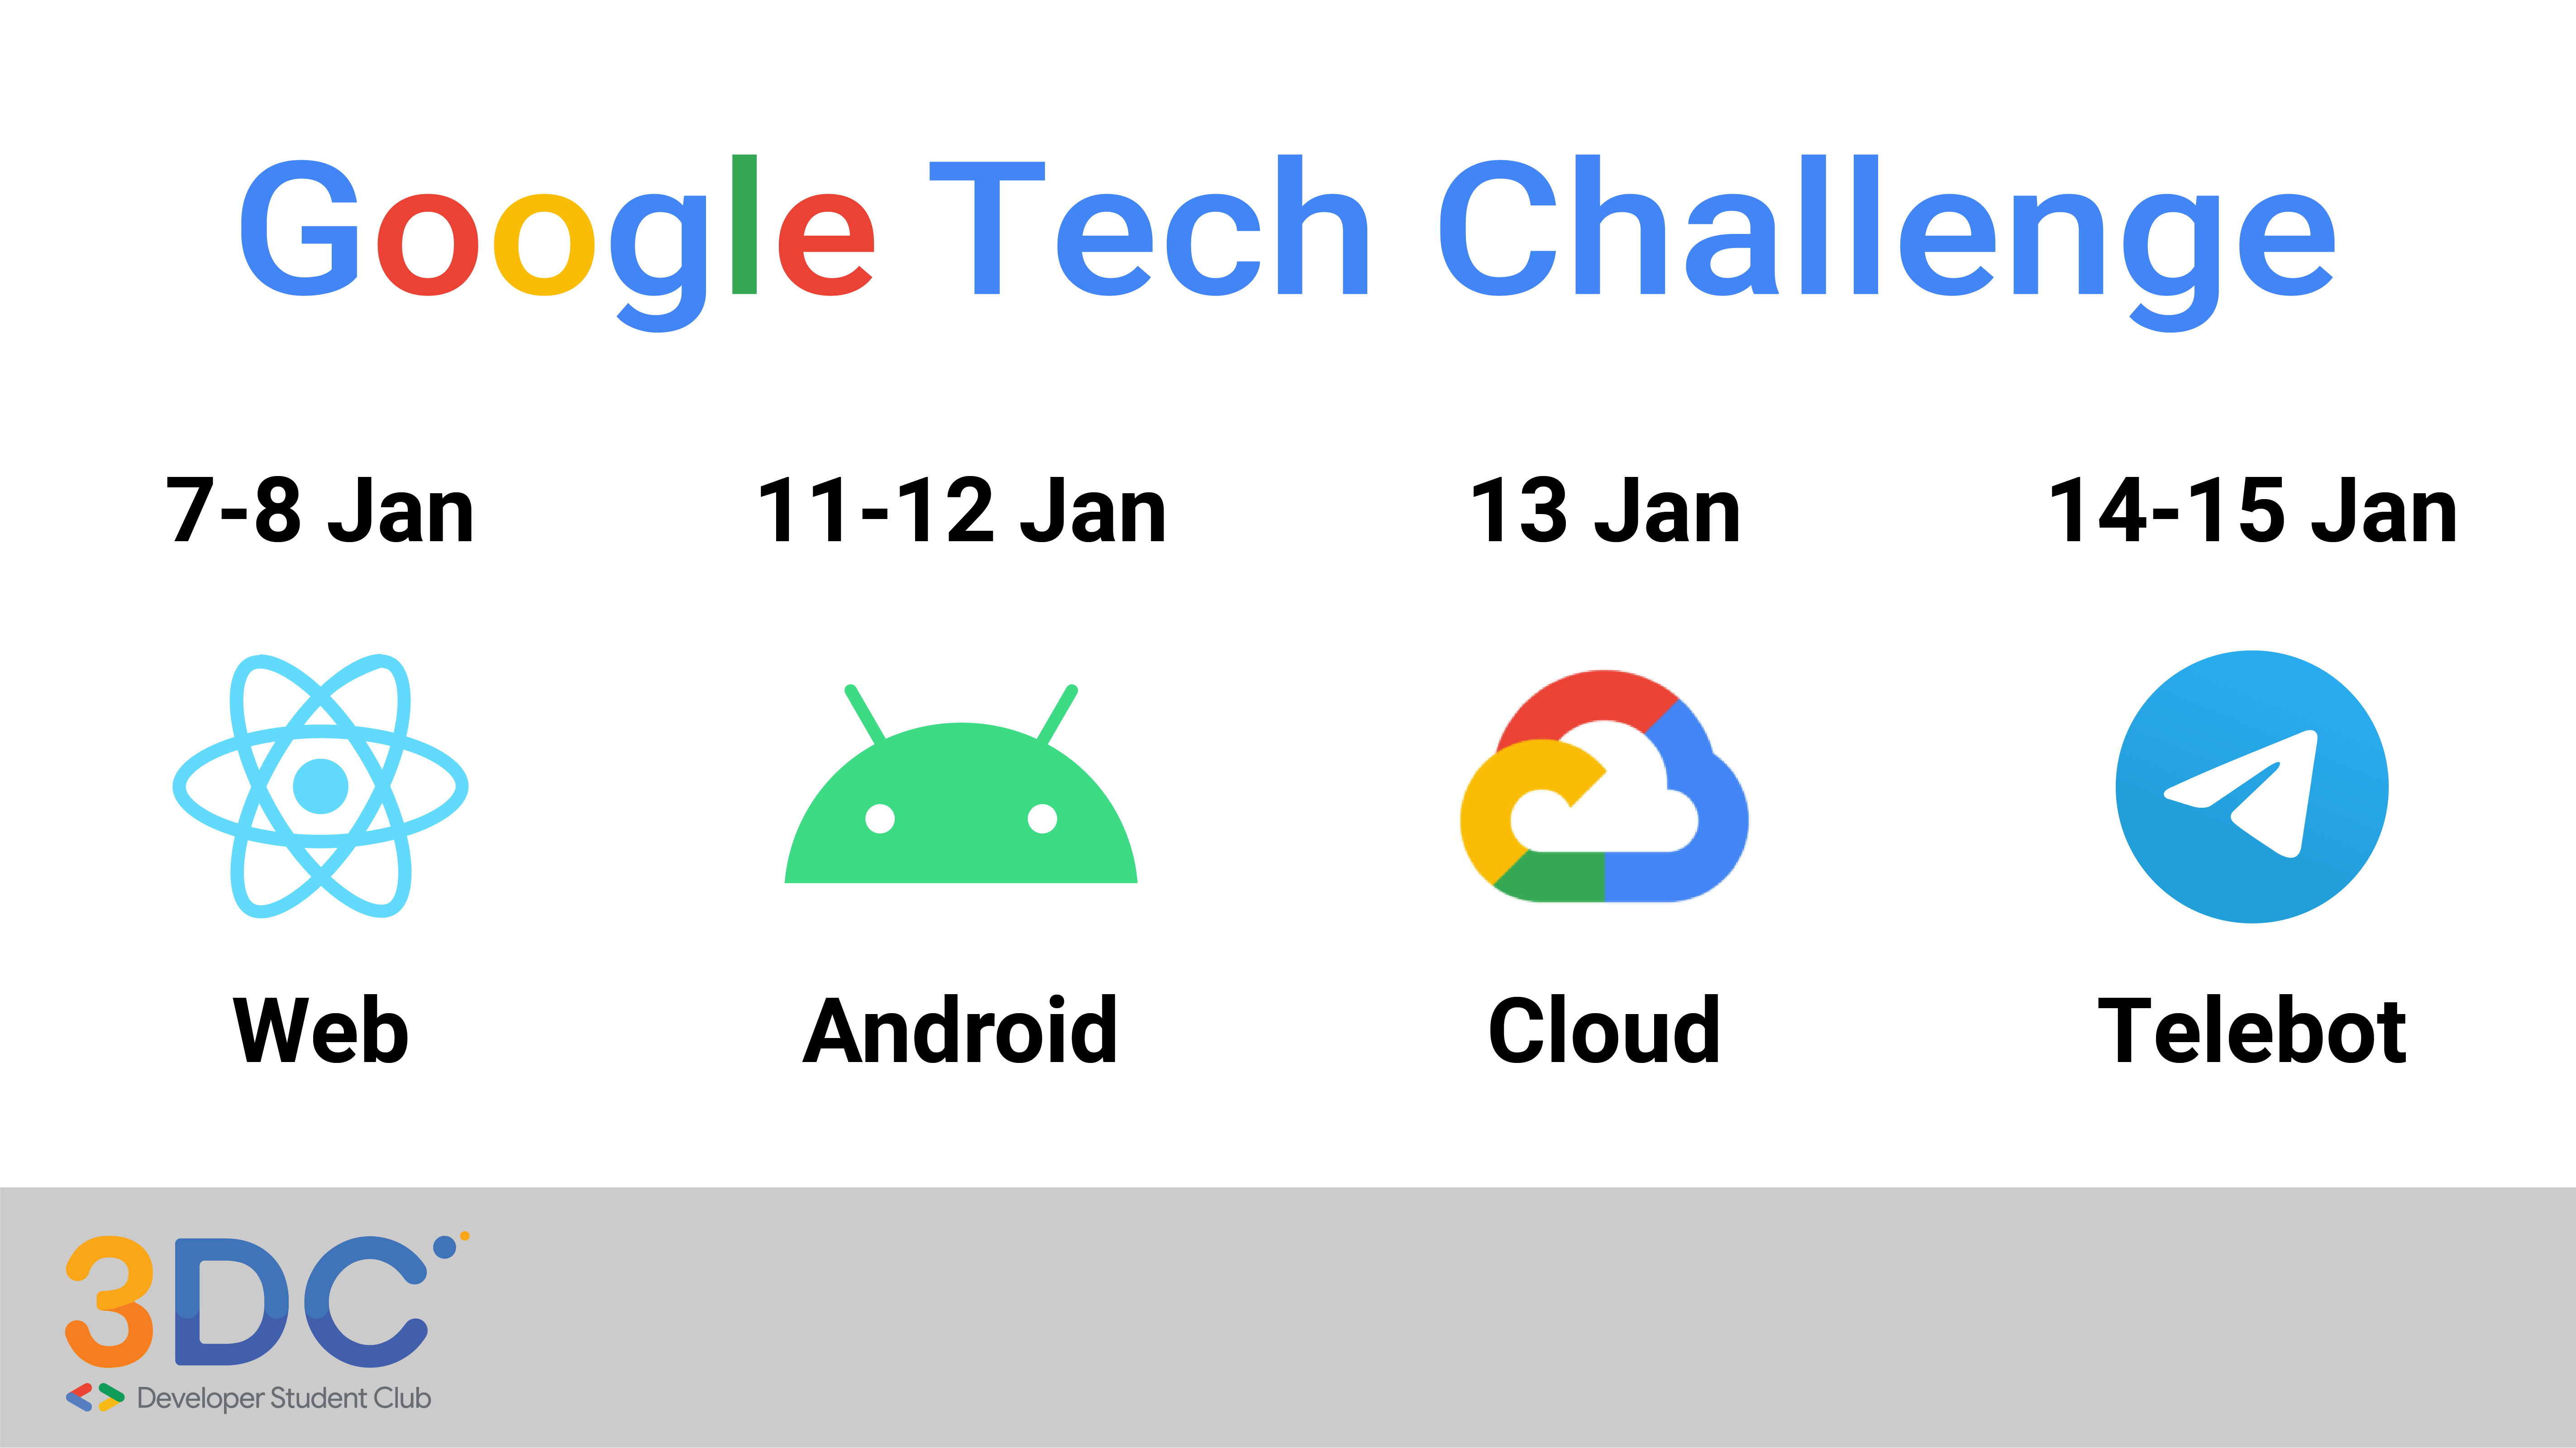 Google Tech Challenge
7-8 Jan
11-12 Jan
13 Jan
14-15 Jan
Web
Android
Cloud
Telebot
3DC
Developer Student Club